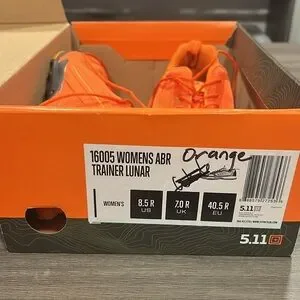 16005 WOMENS ABR
TRAINER LUNAR
Orange
WOMEN'S
8.5 R
US
7.0 R
UK
40.5 R
EU
5.11
5.11